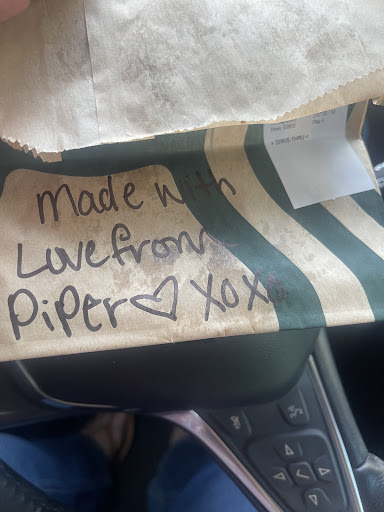 made with
Love from
Piper♡ xoxo